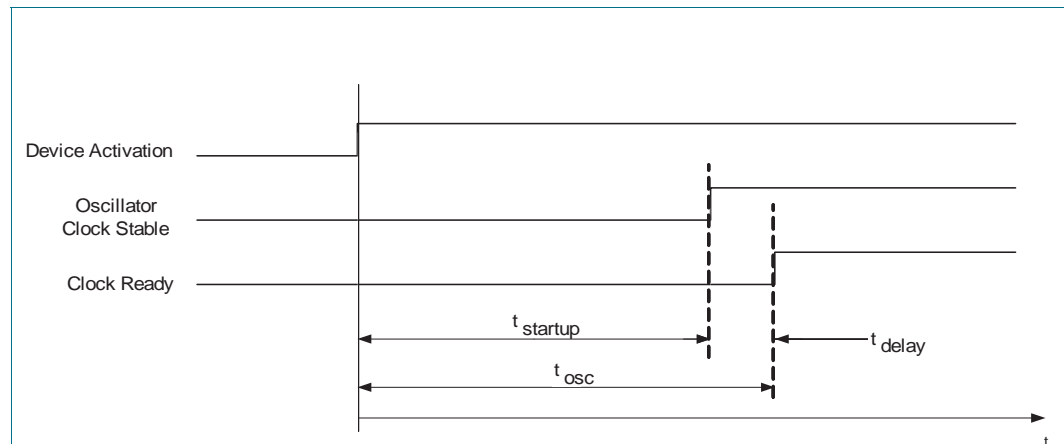 Device Activation
Oscillator
Clock Stable
Clock Ready
t startup
t delay
t osc
t